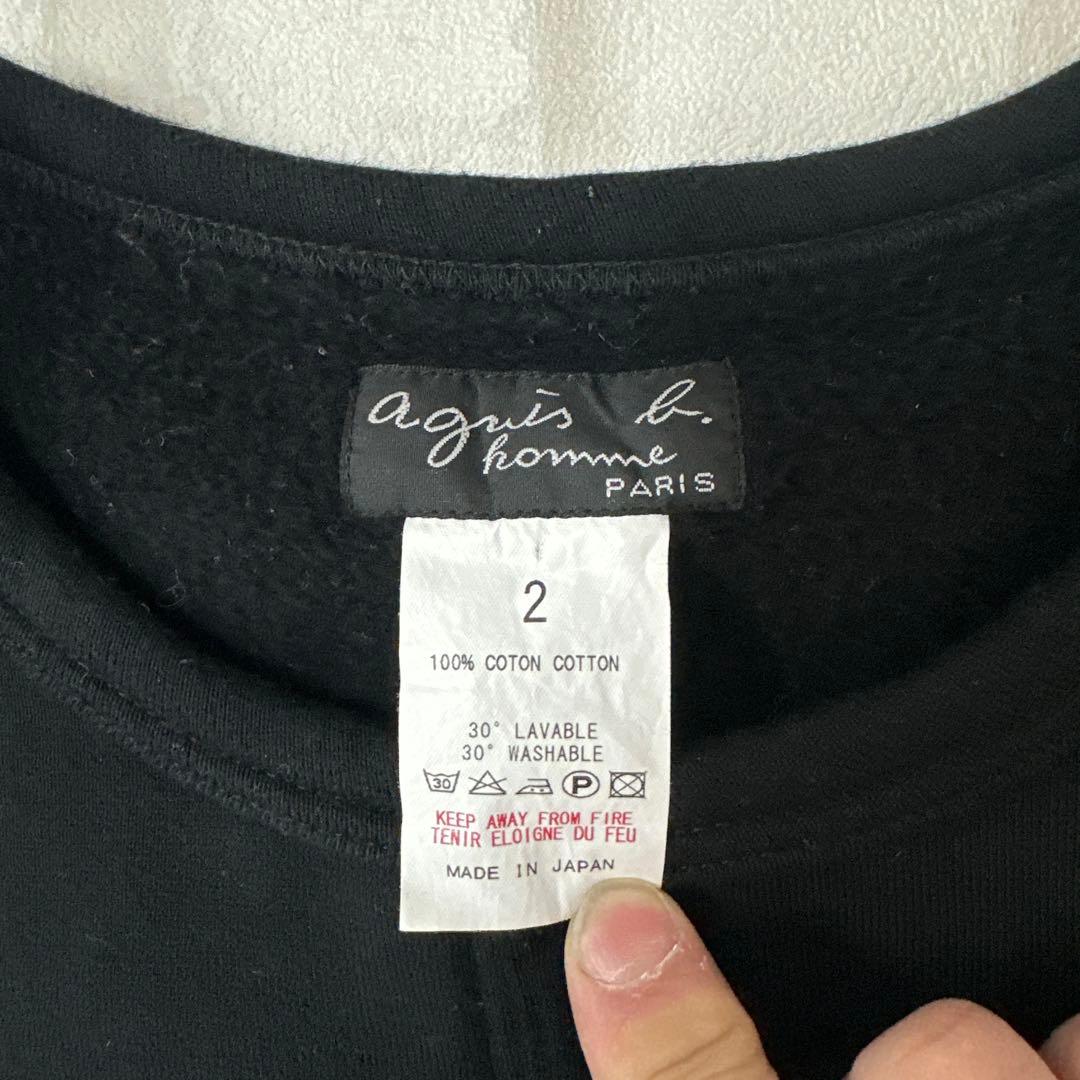 agnès b.
homme
PARIS
2
100% COTON COTTON
30° LAVABLE
30° WASHABLE
30 P
KEEP AWAY FROM FIRE
TENIR ELOIGNE DU FEU
MADE IN JAPAN